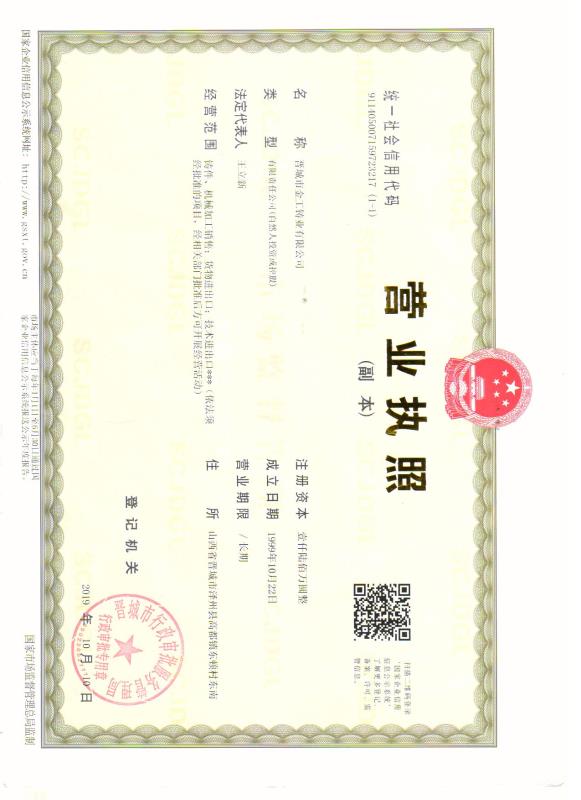 统一社会信用代码
911405007159723217（1-1）
营业执照
（副 本）
扫描二维码登录
“国家企业信用
信息公示系统”
了解更多登记、
备案、许可、监
管信息。
名 称 晋城市金工铸业有限公司
类 型 有限责任公司(自然人投资或控股)
法定代表人 王立新
经营范围 铸件、机械加工销售；货物进出口；技术进出口***（依法须
经批准的项目，经相关部门批准后方可开展经营活动）
注册资本 壹仟陆佰万圆整
成立日期 1999年10月22日
营业期限 / 长期
住 所 山西省晋城市泽州县高都镇东顿村东南
登记机关
晋城市行政审批服务管理局
行政审批专用章
2019 年 10 月 10 日
国家企业信用信息公示系统网址：http://www.gsxt.gov.cn
市场主体应当于每年1月1日至6月30日通过国
家企业信用信息公示系统报送公示年度报告。
国家市场监督管理总局监制